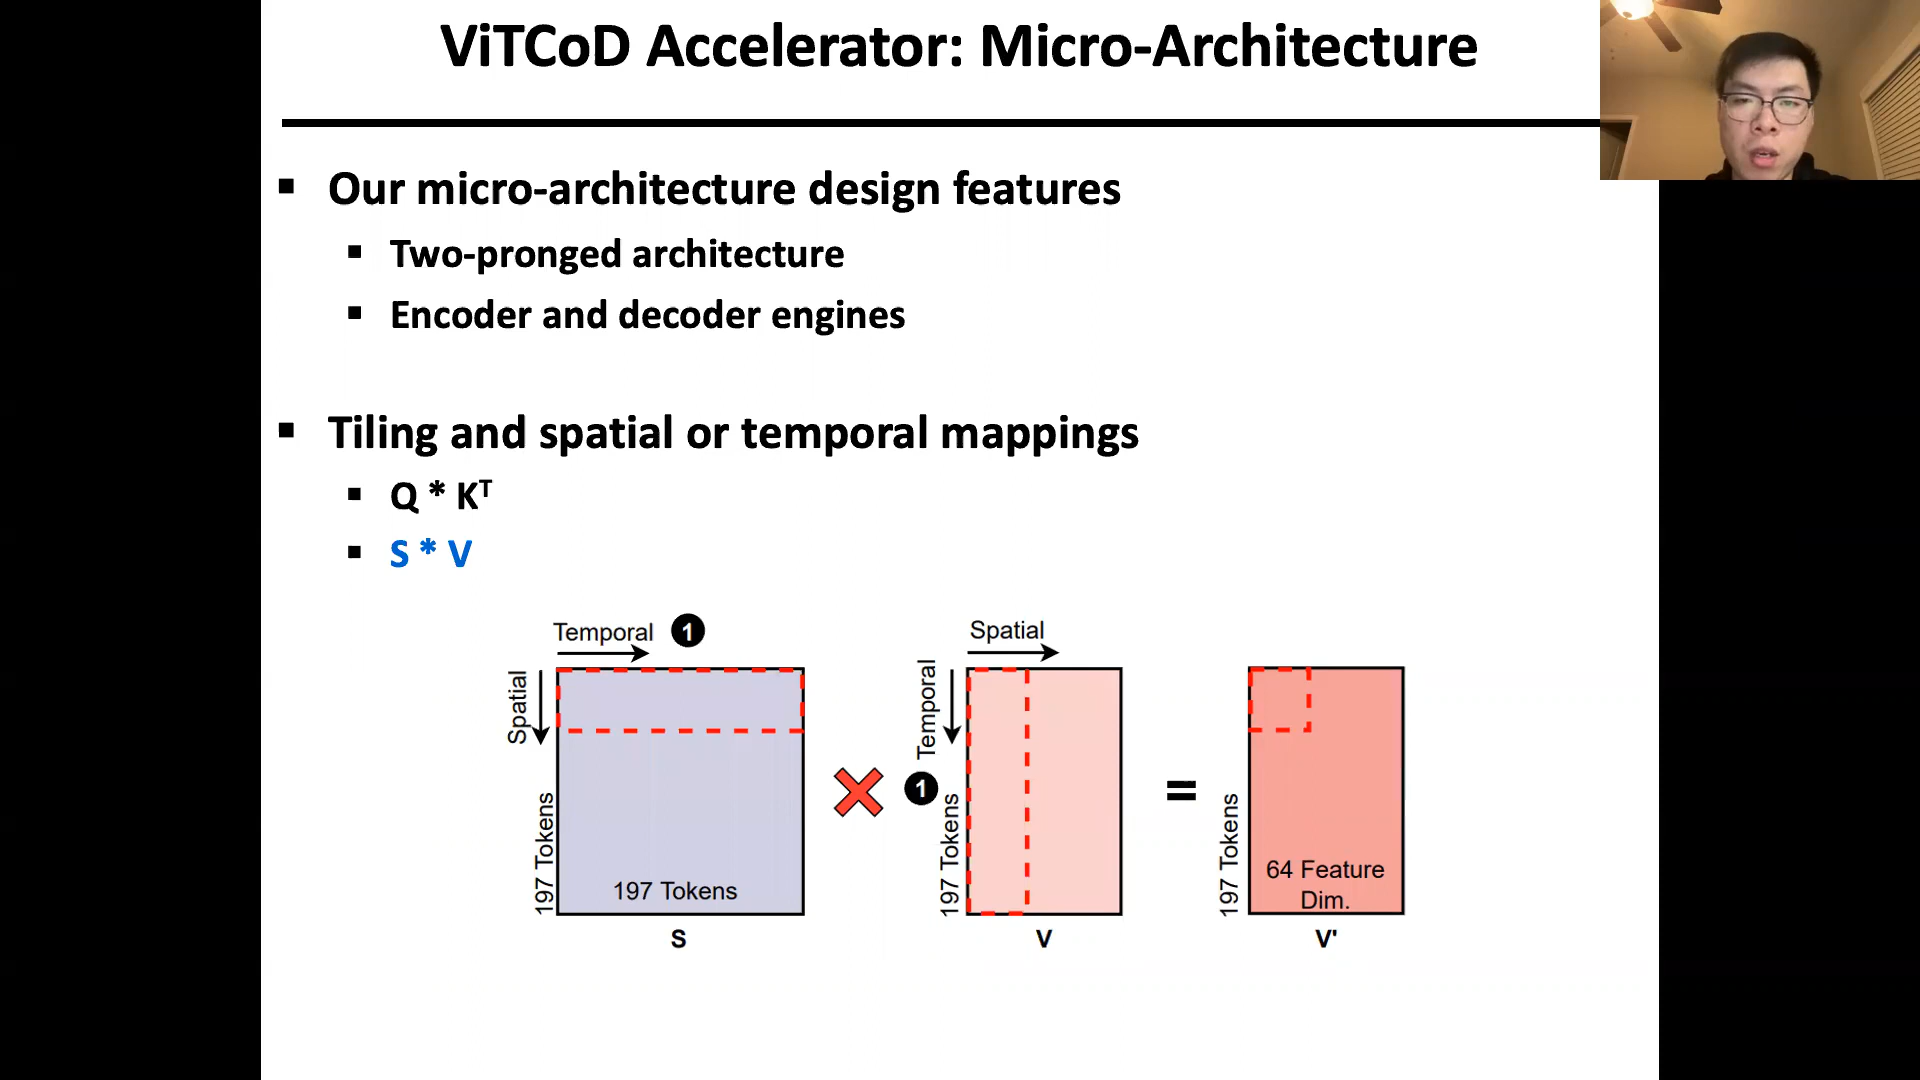 ViTCoD Accelerator: Micro-Architecture
▪ Our micro-architecture design features
▪ Two-pronged architecture
▪ Encoder and decoder engines
▪ Tiling and spatial or temporal mappings
▪ Q * Kᵀ
▪ S * V
Temporal 1
Spatial
197 Tokens
197 Tokens
S
Spatial
Temporal
1
197 Tokens
V
=
197 Tokens
64 Feature
Dim.
V'